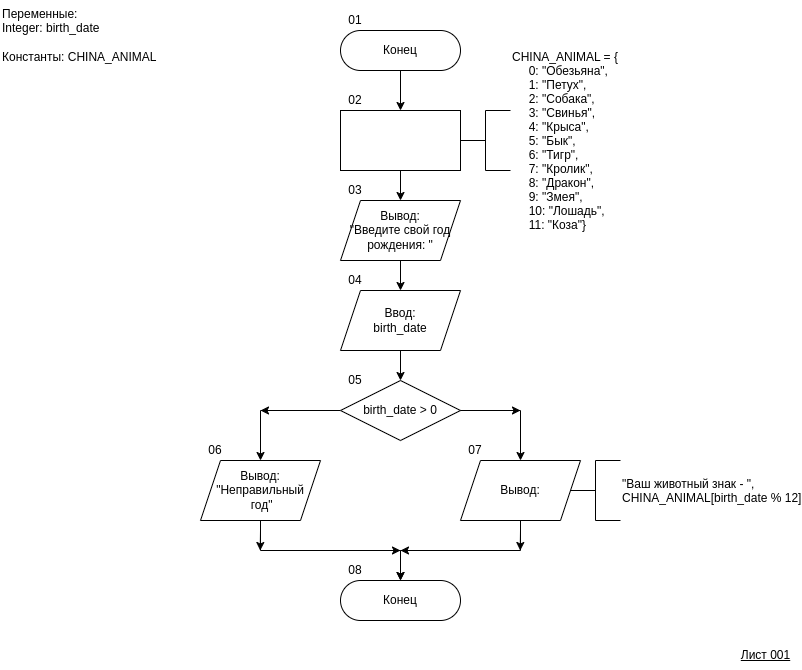 Переменные:
Integer: birth_date
Константы: CHINA_ANIMAL
01
Конец
02
CHINA_ANIMAL = {
0: "Обезьяна",
1: "Петух",
2: "Собака",
3: "Свинья",
4: "Крыса",
5: "Бык",
6: "Тигр",
7: "Кролик",
8: "Дракон",
9: "Змея",
10: "Лошадь",
11: "Коза"}
03
Вывод:
"Введите свой год
рождения: "
04
Ввод:
birth_date
05
birth_date > 0
06
Вывод:
"Неправильный
год"
07
Вывод:
"Ваш животный знак - ",
CHINA_ANIMAL[birth_date % 12]
08
Конец
Лист 001